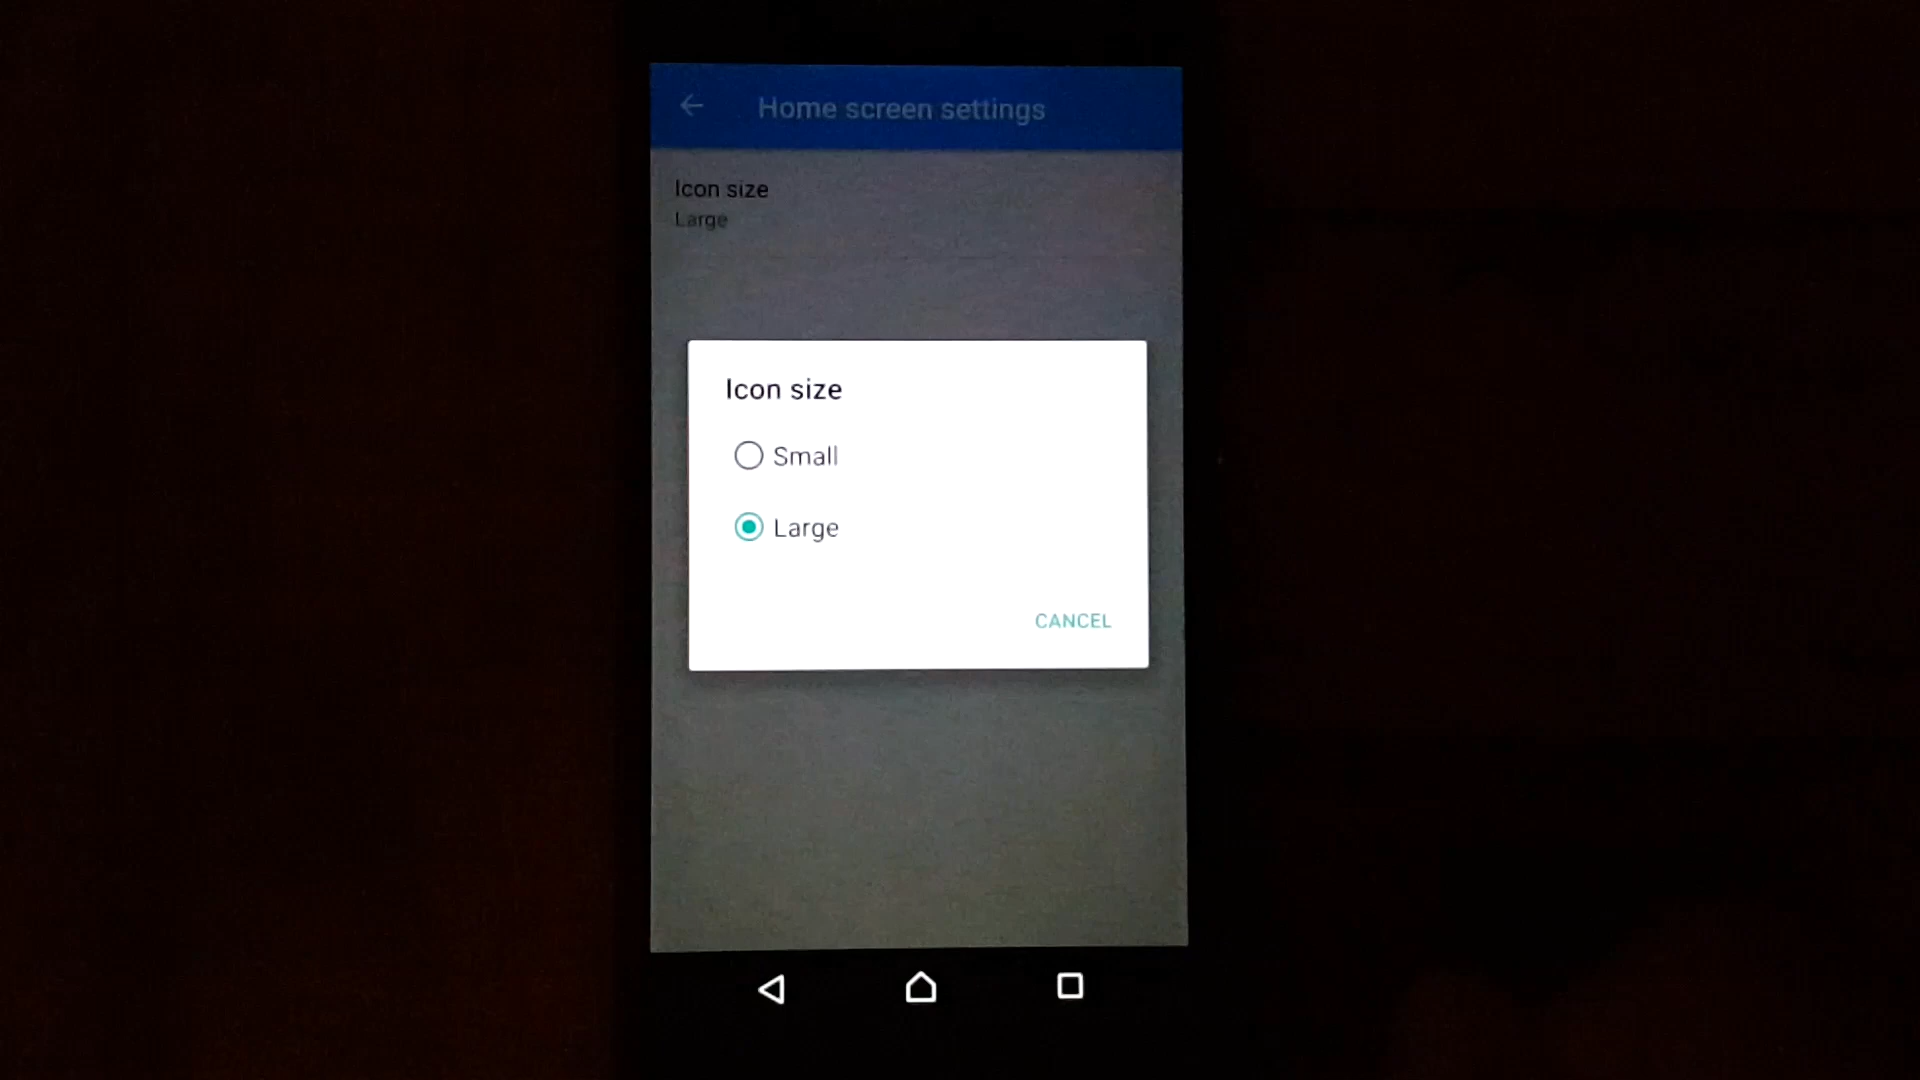 Home screen settings
Icon size
Large
Icon size
Small
Large
CANCEL